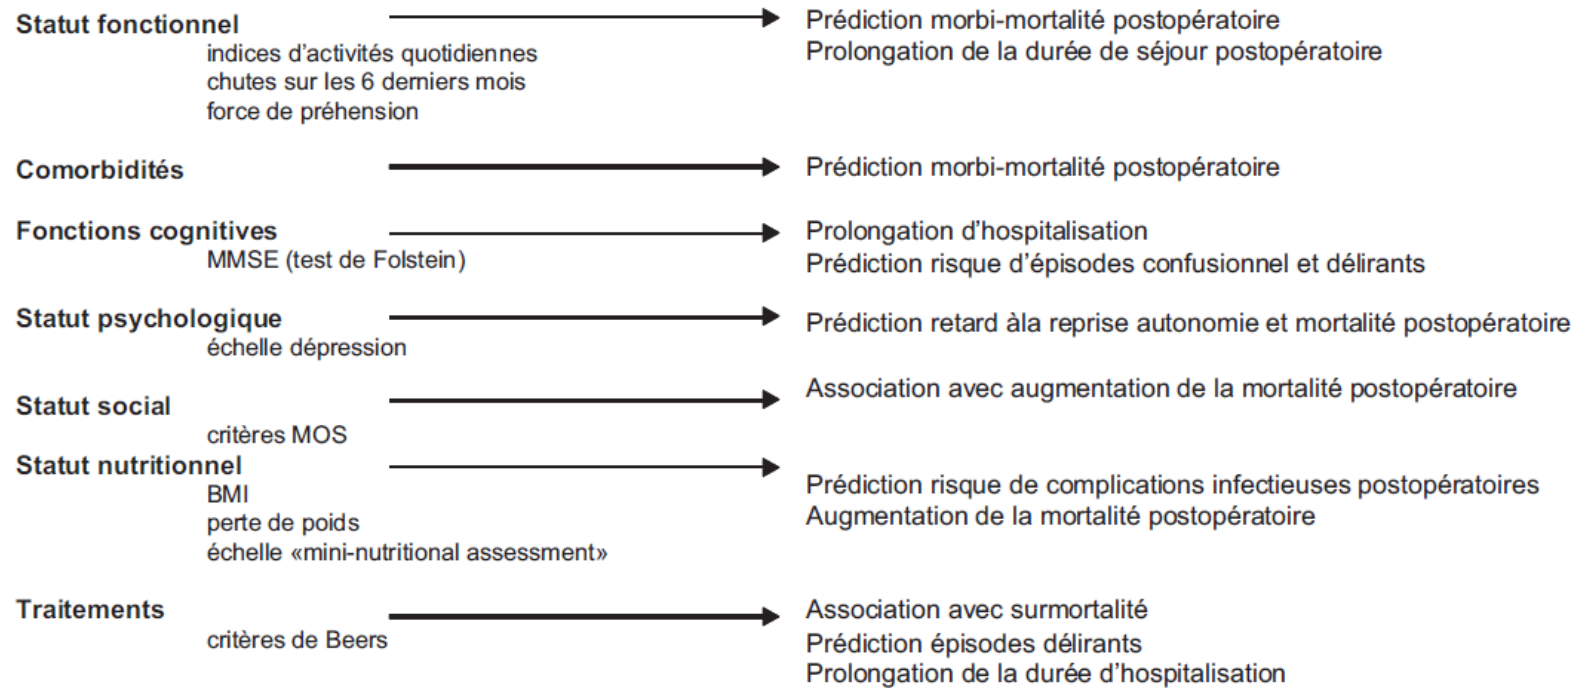 Statut fonctionnel
indices d'activités quotidiennes
chutes sur les 6 derniers mois
force de préhension
Prédiction morbi-mortalité postopératoire
Prolongation de la durée de séjour postopératoire
Comorbidités
Prédiction morbi-mortalité postopératoire
Fonctions cognitives
MMSE (test de Folstein)
Prolongation d'hospitalisation
Prédiction risque d'épisodes confusionnel et délirants
Statut psychologique
échelle dépression
Prédiction retard àla reprise autonomie et mortalité postopératoire
Statut social
critères MOS
Association avec augmentation de la mortalité postopératoire
Statut nutritionnel
BMI
perte de poids
échelle «mini-nutritional assessment»
Prédiction risque de complications infectieuses postopératoires
Augmentation de la mortalité postopératoire
Traitements
critères de Beers
Association avec surmortalité
Prédiction épisodes délirants
Prolongation de la durée d'hospitalisation